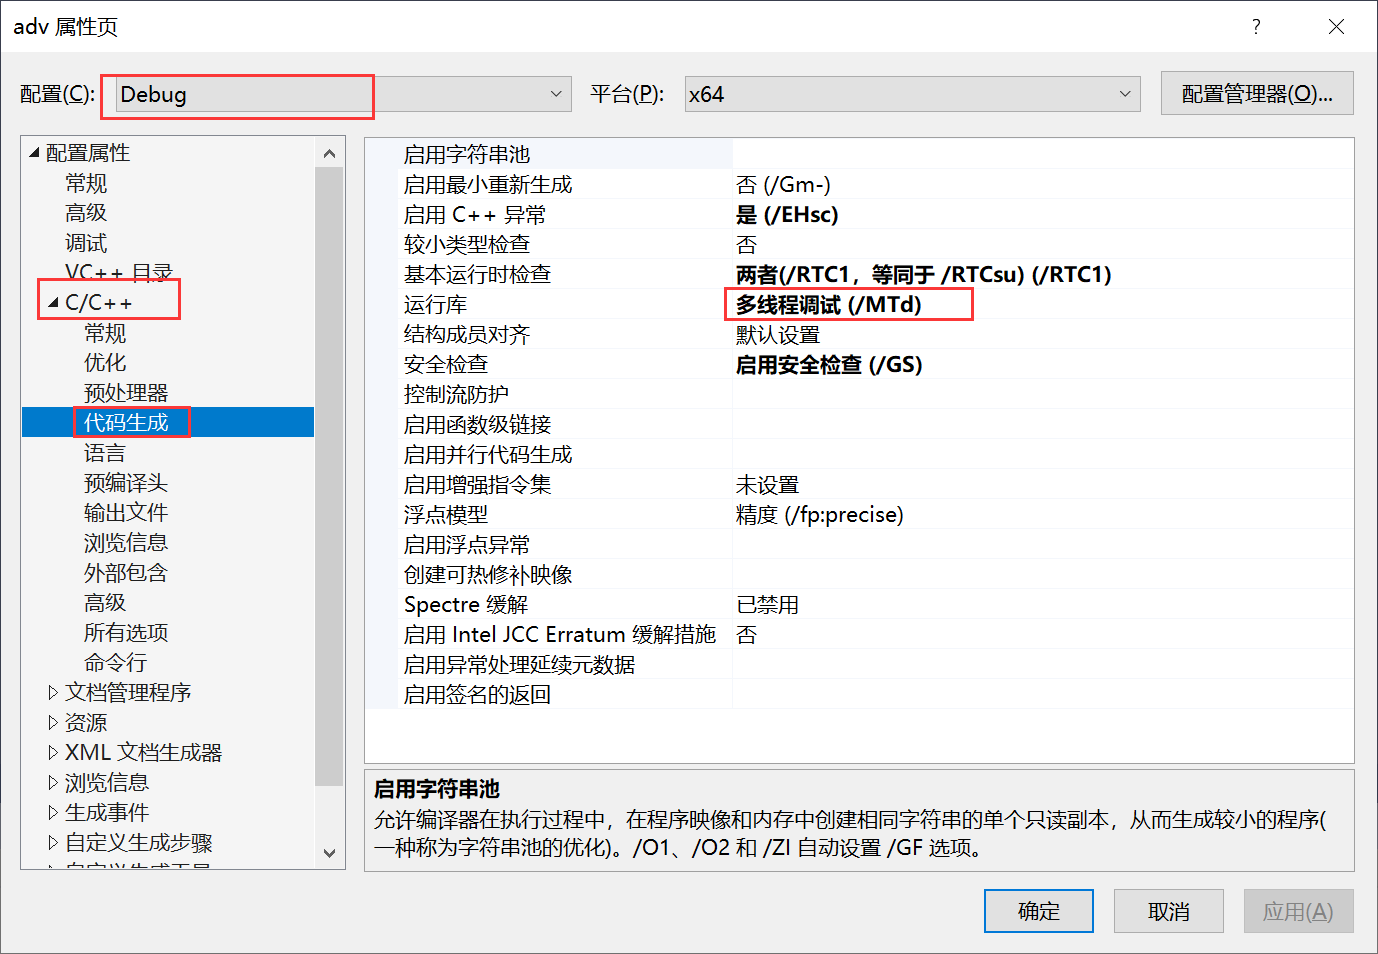 adv 属性页
?
配置(C):
Debug
平台(P):
x64
配置管理器(O)...
配置属性
常规
高级
调试
VC++ 目录
C/C++
常规
优化
预处理器
代码生成
语言
预编译头
输出文件
浏览信息
外部包含
高级
所有选项
命令行
文档管理程序
资源
XML 文档生成器
浏览信息
生成事件
自定义生成步骤
启用字符串池
启用最小重新生成 否 (/Gm-)
启用 C++ 异常 是 (/EHsc)
较小类型检查 否
基本运行时检查 两者(/RTC1，等同于 /RTCsu) (/RTC1)
运行库 多线程调试 (/MTd)
结构成员对齐 默认设置
安全检查 启用安全检查 (/GS)
控制流防护
启用函数级链接
启用并行代码生成
启用增强指令集 未设置
浮点模型 精度 (/fp:precise)
启用浮点异常
创建可热修补映像
Spectre 缓解 已禁用
启用 Intel JCC Erratum 缓解措施 否
启用异常处理延续元数据
启用签名的返回
启用字符串池
允许编译器在执行过程中，在程序映像和内存中创建相同字符串的单个只读副本，从而生成较小的程序(
一种称为字符串池的优化)。/O1、/O2 和 /ZI 自动设置 /GF 选项。
确定
取消
应用(A)